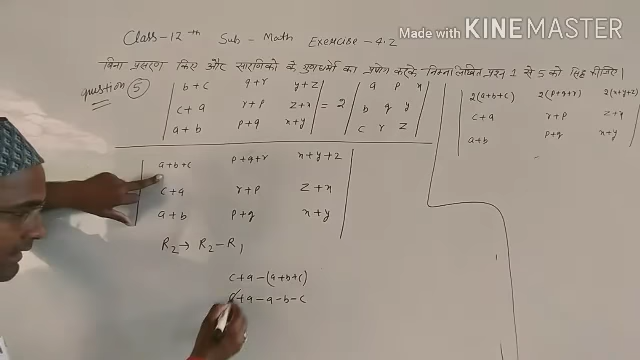 Made with KINEMASTER
Class-12th Sub - Math Exercise - 4.2
बिना प्रसरण किए और सारणिकों के गुणधर्मो का प्रयोग करके निम्नलिखित प्रश्न 1 से 5 को सिद्ध कीजिए |
Question 5
| b+c q+r y+z | = 2 | a p x |
| c+a r+p z+x | | b q y |
| a+b p+q x+y | | c r z |
| 2(a+b+c) 2(p+q+r) 2(x+y+z) |
| c+a r+p z+x |
| a+b p+q x+y |
| a+b+c p+q+r x+y+z |
| c+a r+p z+x |
| a+b p+q x+y |
R2 → R2 - R1
c+a-(a+b+c)
c+a-a-b-c